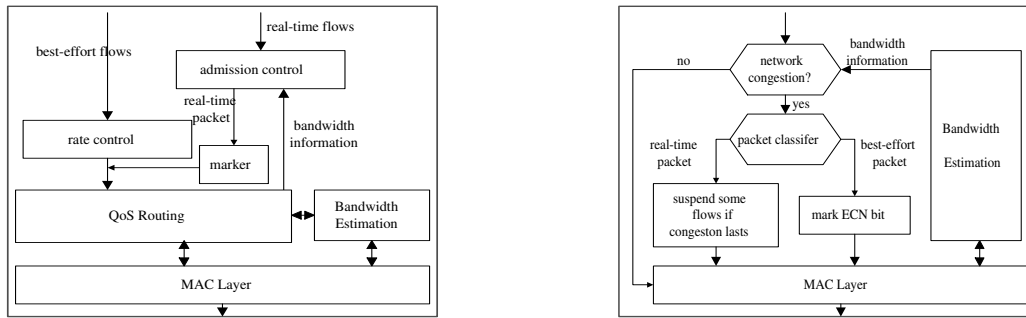 real-time flows
best-effort flows
admission control
real-time
packet
bandwidth
information
rate control
marker
QoS Routing
Bandwidth
Estimation
MAC Layer
no
network
congestion?
bandwidth
information
yes
packet classifer
real-time
packet
best-effort
packet
Bandwidth
Estimation
suspend some
flows if
congeston lasts
mark ECN bit
MAC Layer